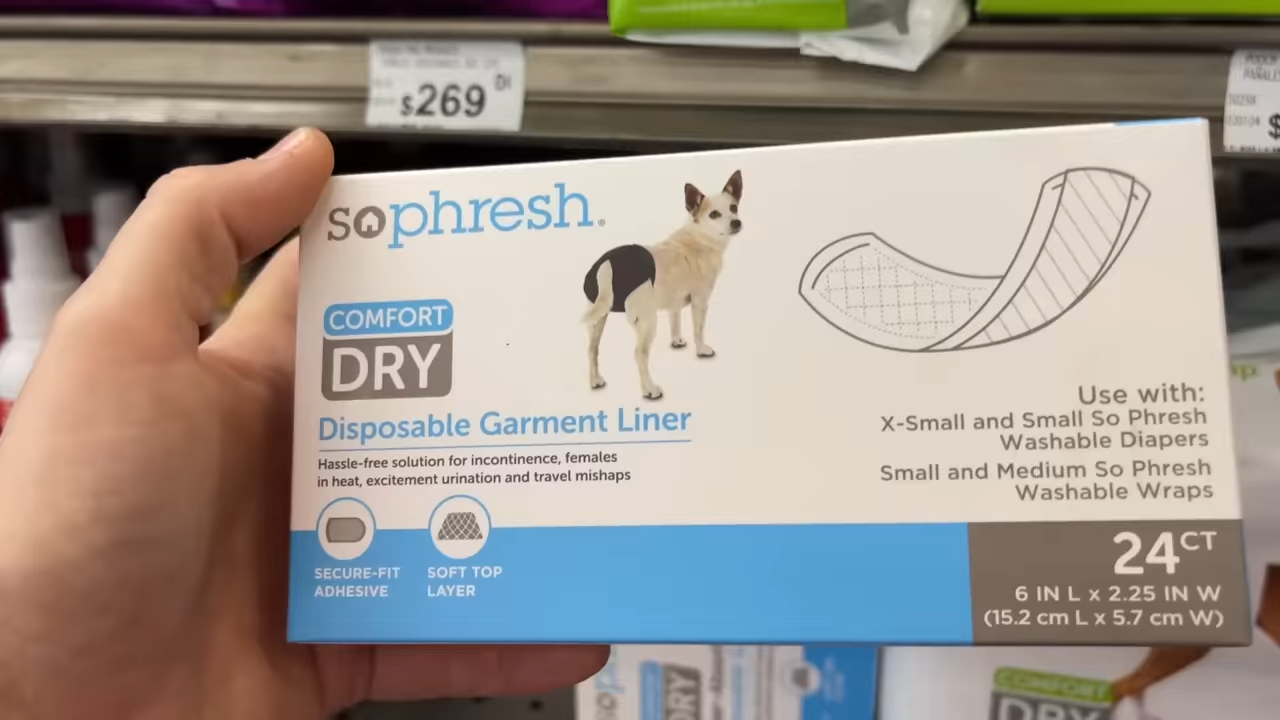 $269 DI
PAÑALE
$
sophresh®
COMFORT
DRY
Disposable Garment Liner
Hassle-free solution for incontinence, females
in heat, excitement urination and travel mishaps
SECURE-FIT
ADHESIVE
SOFT TOP
LAYER
Use with:
X-Small and Small So Phresh
Washable Diapers
Small and Medium So Phresh
Washable Wraps
24CT
6 IN L x 2.25 IN W
(15.2 cm L x 5.7 cm W)
DRY
COMFORT
DRY